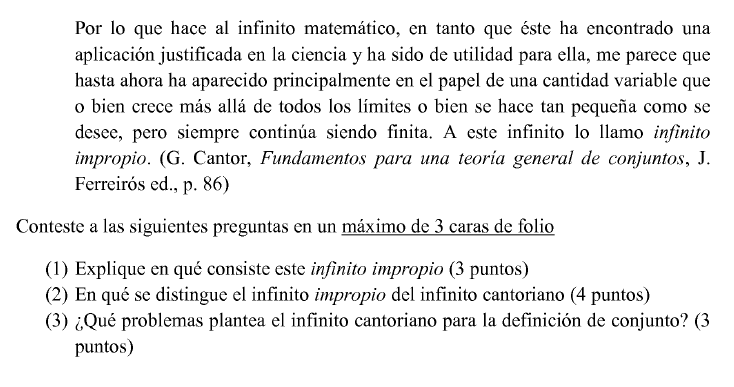 Por lo que hace al infinito matemático, en tanto que éste ha encontrado una
aplicación justificada en la ciencia y ha sido de utilidad para ella, me parece que
hasta ahora ha aparecido principalmente en el papel de una cantidad variable que
o bien crece más allá de todos los límites o bien se hace tan pequeña como se
desee, pero siempre continúa siendo finita. A este infinito lo llamo infinito
impropio. (G. Cantor, Fundamentos para una teoría general de conjuntos, J.
Ferreirós ed., p. 86)
Conteste a las siguientes preguntas en un máximo de 3 caras de folio
(1) Explique en qué consiste este infinito impropio (3 puntos)
(2) En qué se distingue el infinito impropio del infinito cantoriano (4 puntos)
(3) ¿Qué problemas plantea el infinito cantoriano para la definición de conjunto? (3
puntos)